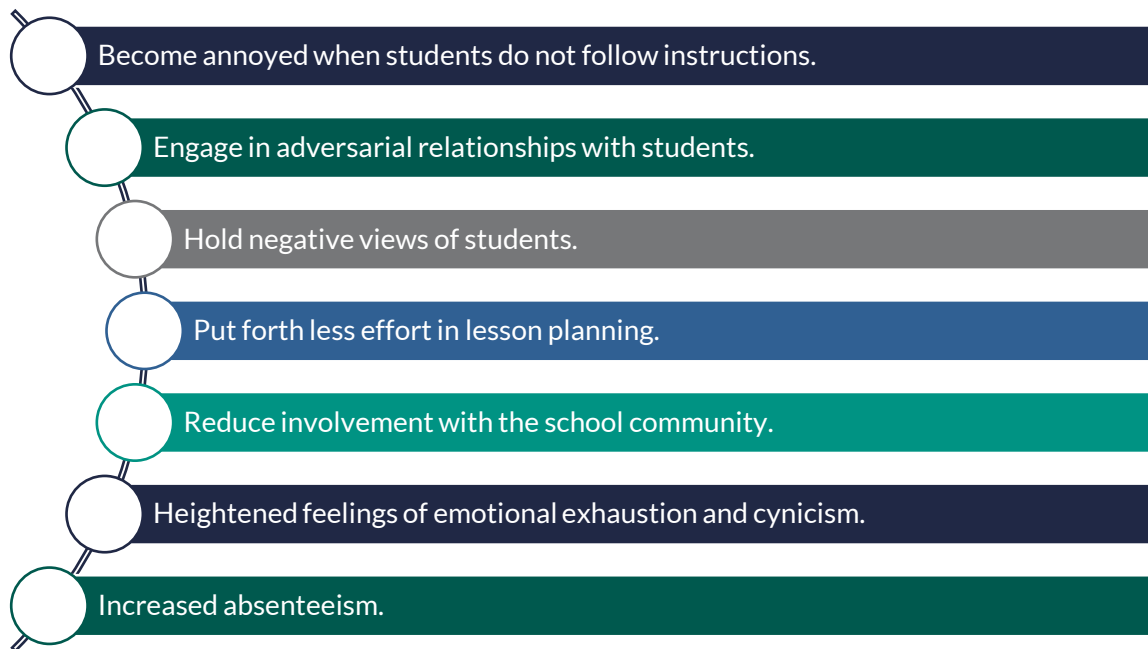 Become annoyed when students do not follow instructions.
Engage in adversarial relationships with students.
Hold negative views of students.
Put forth less effort in lesson planning.
Reduce involvement with the school community.
Heightened feelings of emotional exhaustion and cynicism.
Increased absenteeism.